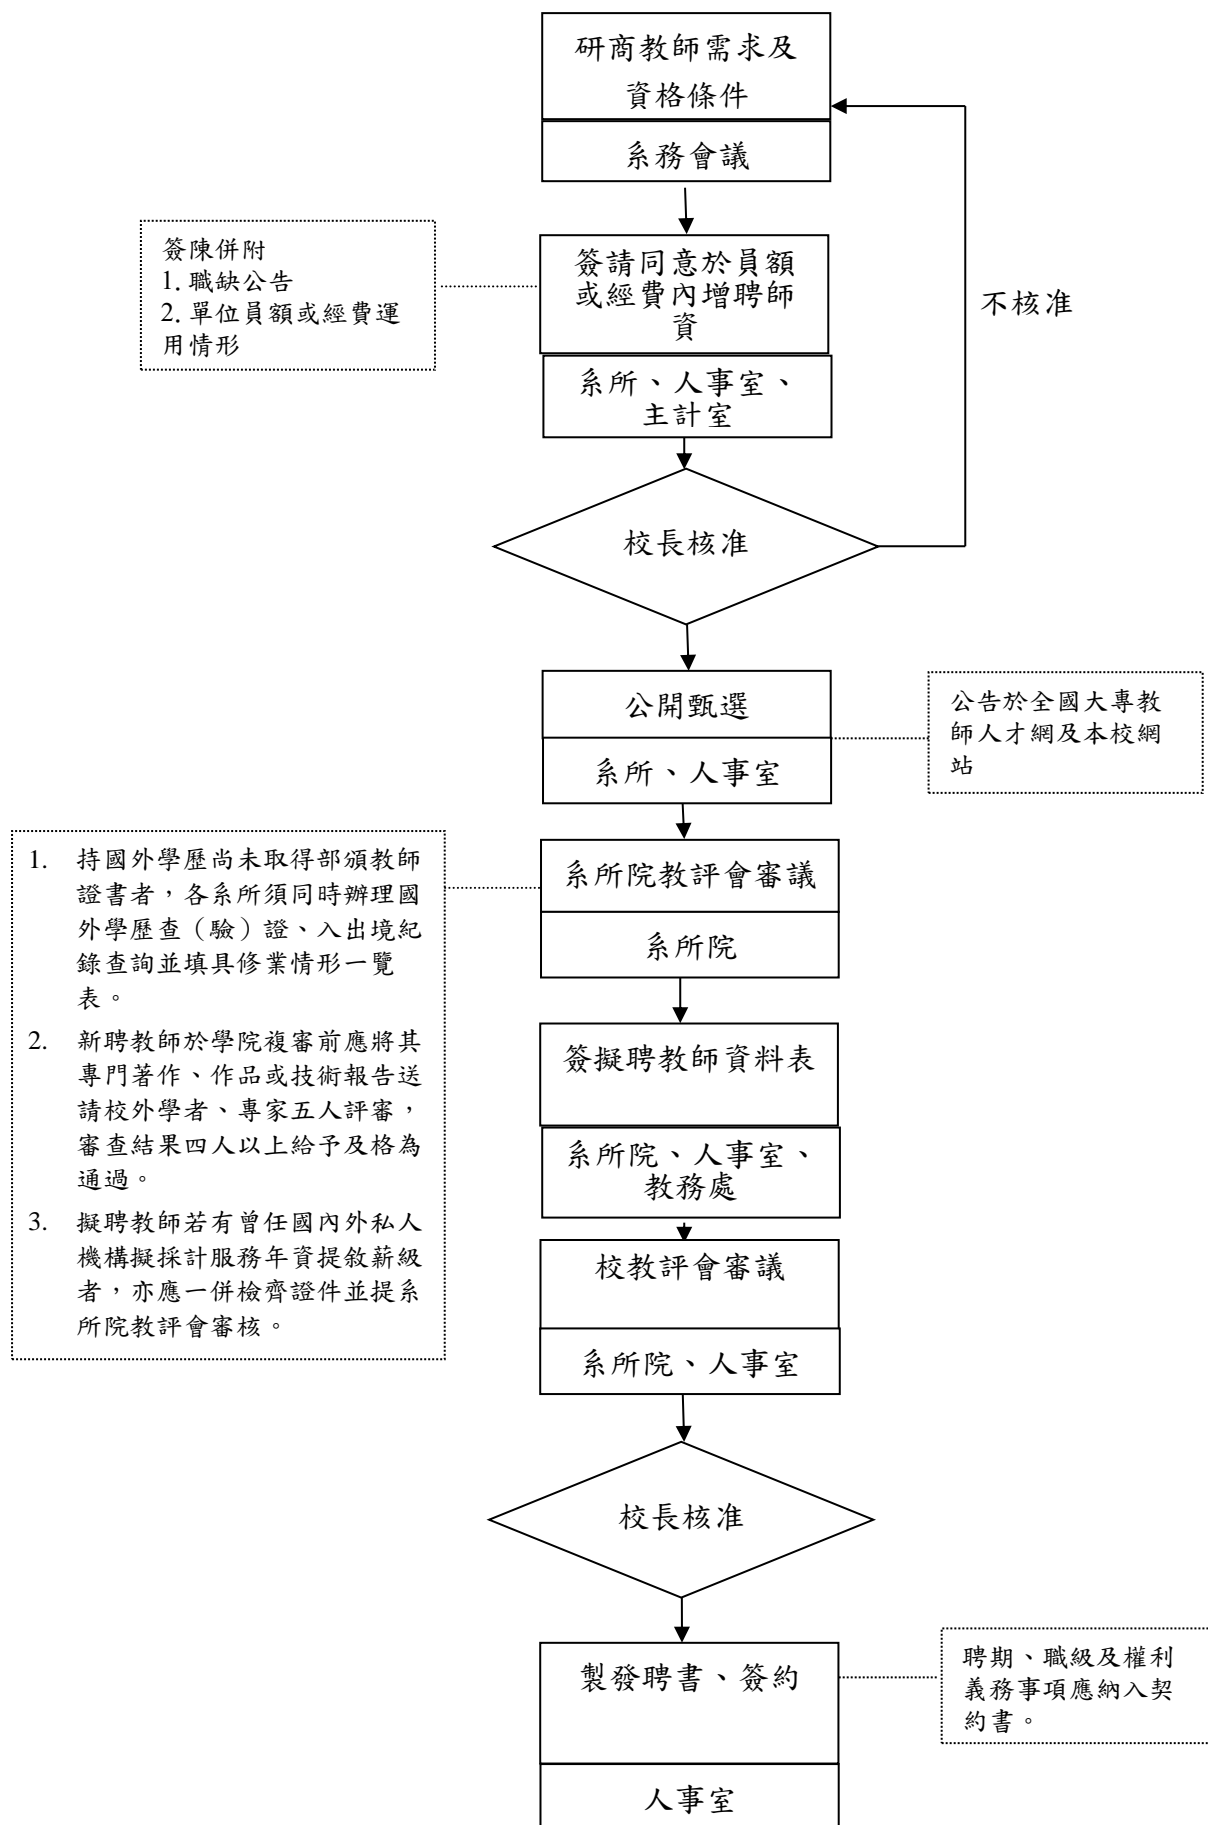 研商教師需求及
資格條件
系務會議
簽陳併附
1. 職缺公告
2. 單位員額或經費運
用情形
簽請同意於員額
或經費內增聘師
資
不核准
系所、人事室、
主計室
校長核准
公開甄選
系所、人事室
公告於全國大專教
師人才網及本校網
站
1. 持國外學歷尚未取得部頒教師
證書者，各系所須同時辦理國
外學歷查（驗）證、入出境紀
錄查詢並填具修業情形一覽
表。
2. 新聘教師於學院複審前應將其
專門著作、作品或技術報告送
請校外學者、專家五人評審，
審查結果四人以上給予及格為
通過。
3. 擬聘教師若有曾任國內外私人
機構擬採計服務年資提敘薪級
者，亦應一併檢齊證件並提系
所院教評會審核。
系所院教評會審議
系所院
簽擬聘教師資料表
系所院、人事室、
教務處
校教評會審議
系所院、人事室
校長核准
製發聘書、簽約
人事室
聘期、職級及權利
義務事項應納入契
約書。